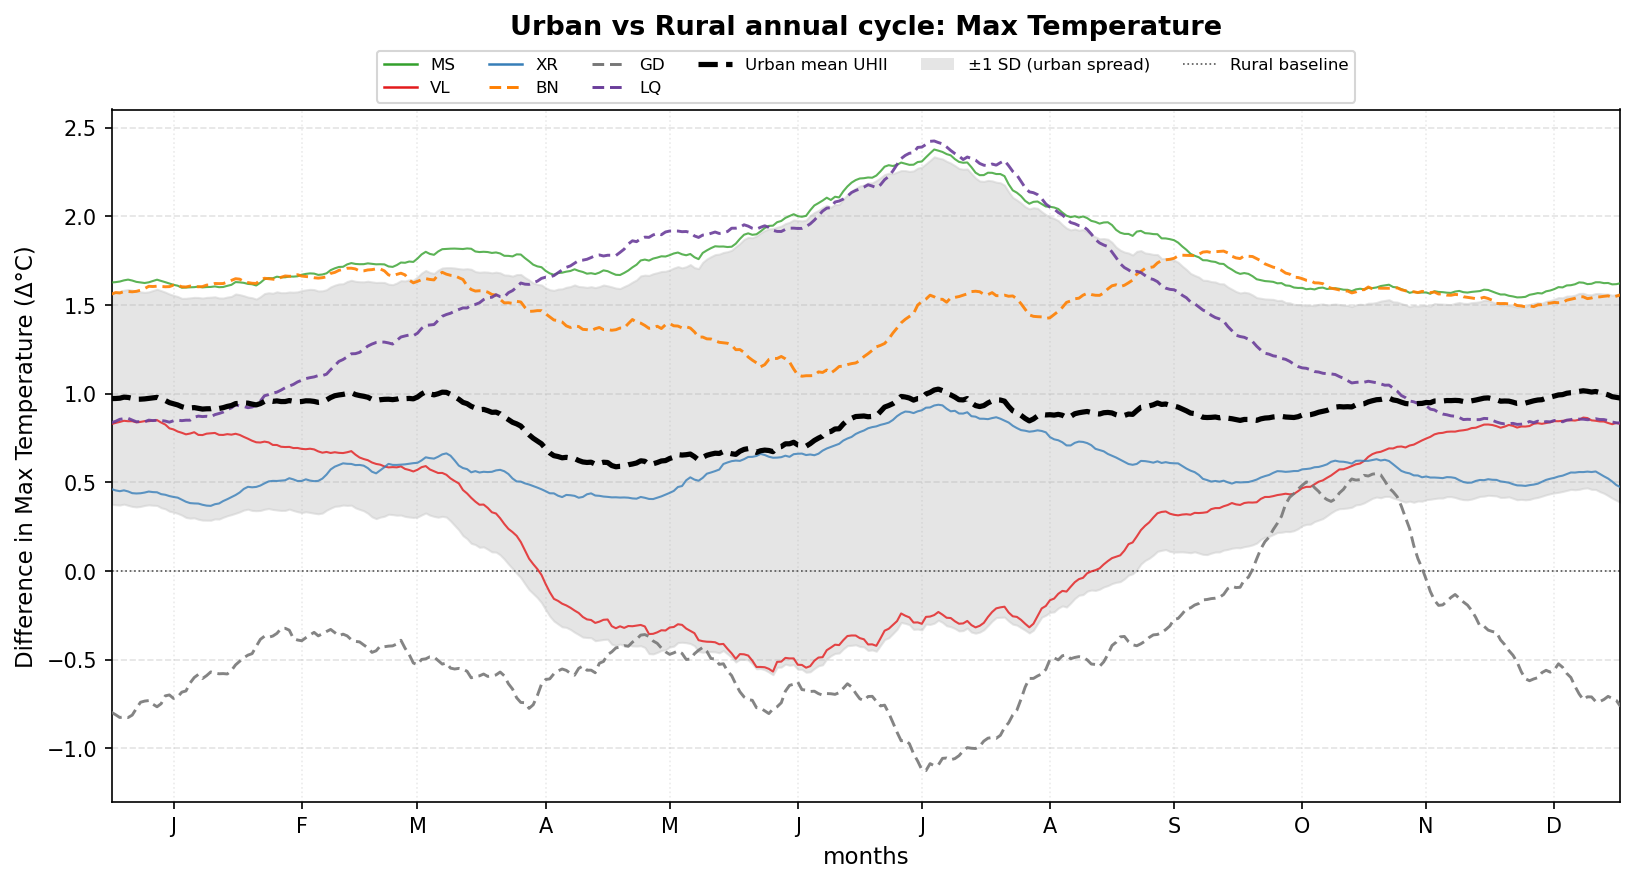 Urban vs Rural annual cycle: Max Temperature
MS XR GD Urban mean UHII ±1 SD (urban spread) Rural baseline
VL BN LQ
Difference in Max Temperature (Δ°C)
2.5
2.0
1.5
1.0
0.5
0.0
−0.5
−1.0
J F M A M J J A S O N D
months